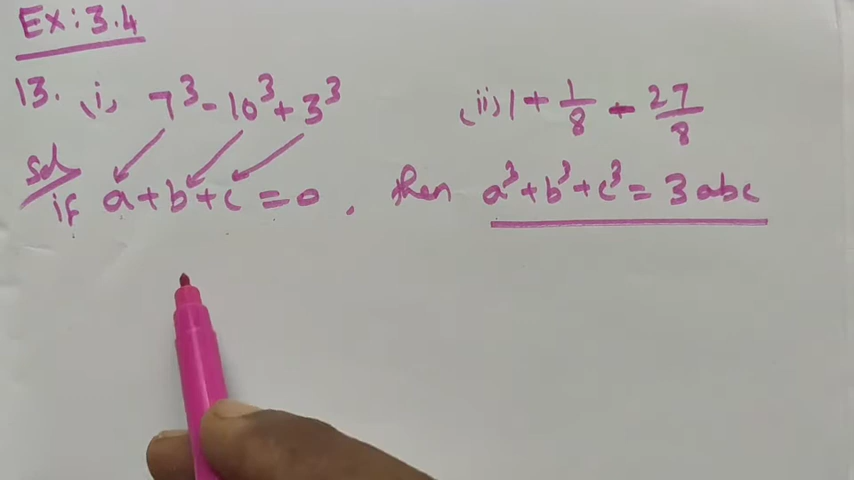 Ex: 3.4
13. (i) 7³ - 10³ + 3³ (ii) 1 + 1/8 - 27/8
Sol
if a + b + c = 0, then a³ + b³ + c³ = 3abc